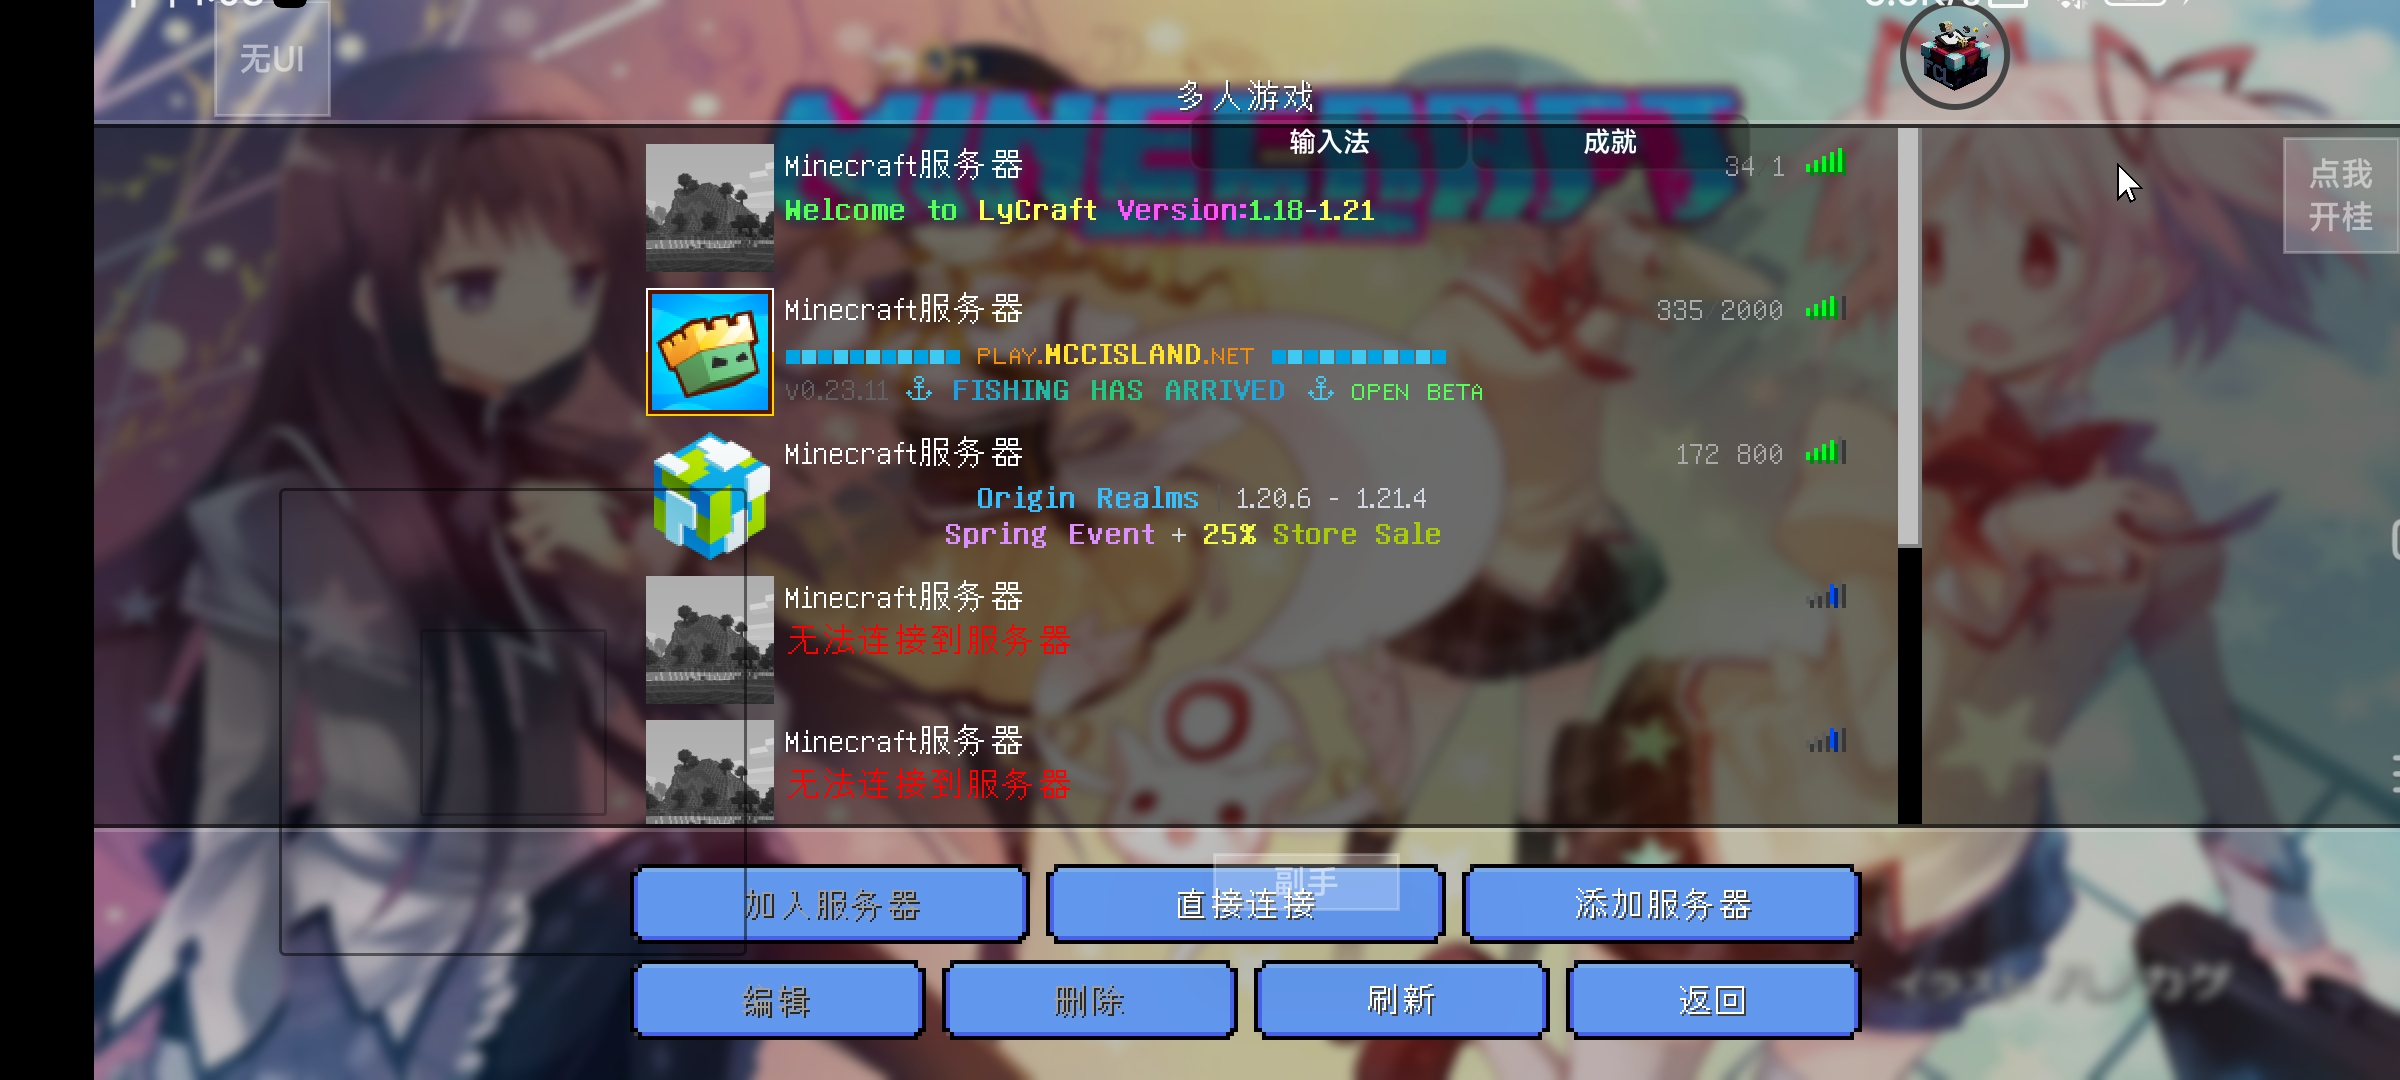 无UI
多人游戏
输入法
成就
点我
开桂
Minecraft服务器
34 1
Welcome to LyCraft Version:1.18-1.21
Minecraft服务器
335/2000
PLAY.MCCISLAND.NET
v0.23.11 ⚓ FISHING HAS ARRIVED ⚓ OPEN BETA
Minecraft服务器
172 800
Origin Realms | 1.20.6 - 1.21.4
Spring Event + 25% Store Sale
Minecraft服务器
无法连接到服务器
Minecraft服务器
无法连接到服务器
副手
加入服务器
直接连接
添加服务器
编辑
删除
刷新
返回